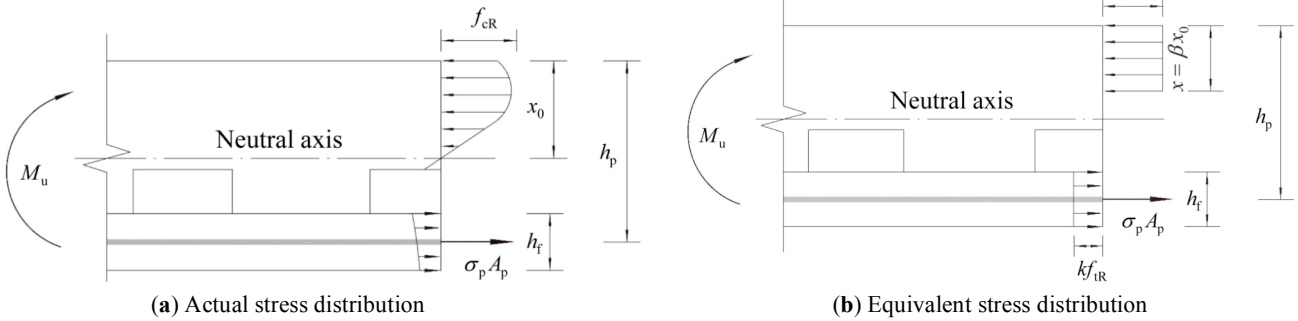 f_cR
x_0
h_p
Neutral axis
M_u
h_f
σ_p A_p
(a) Actual stress distribution
x = βx_0
h_p
Neutral axis
M_u
h_f
σ_p A_p
kf_tR
(b) Equivalent stress distribution